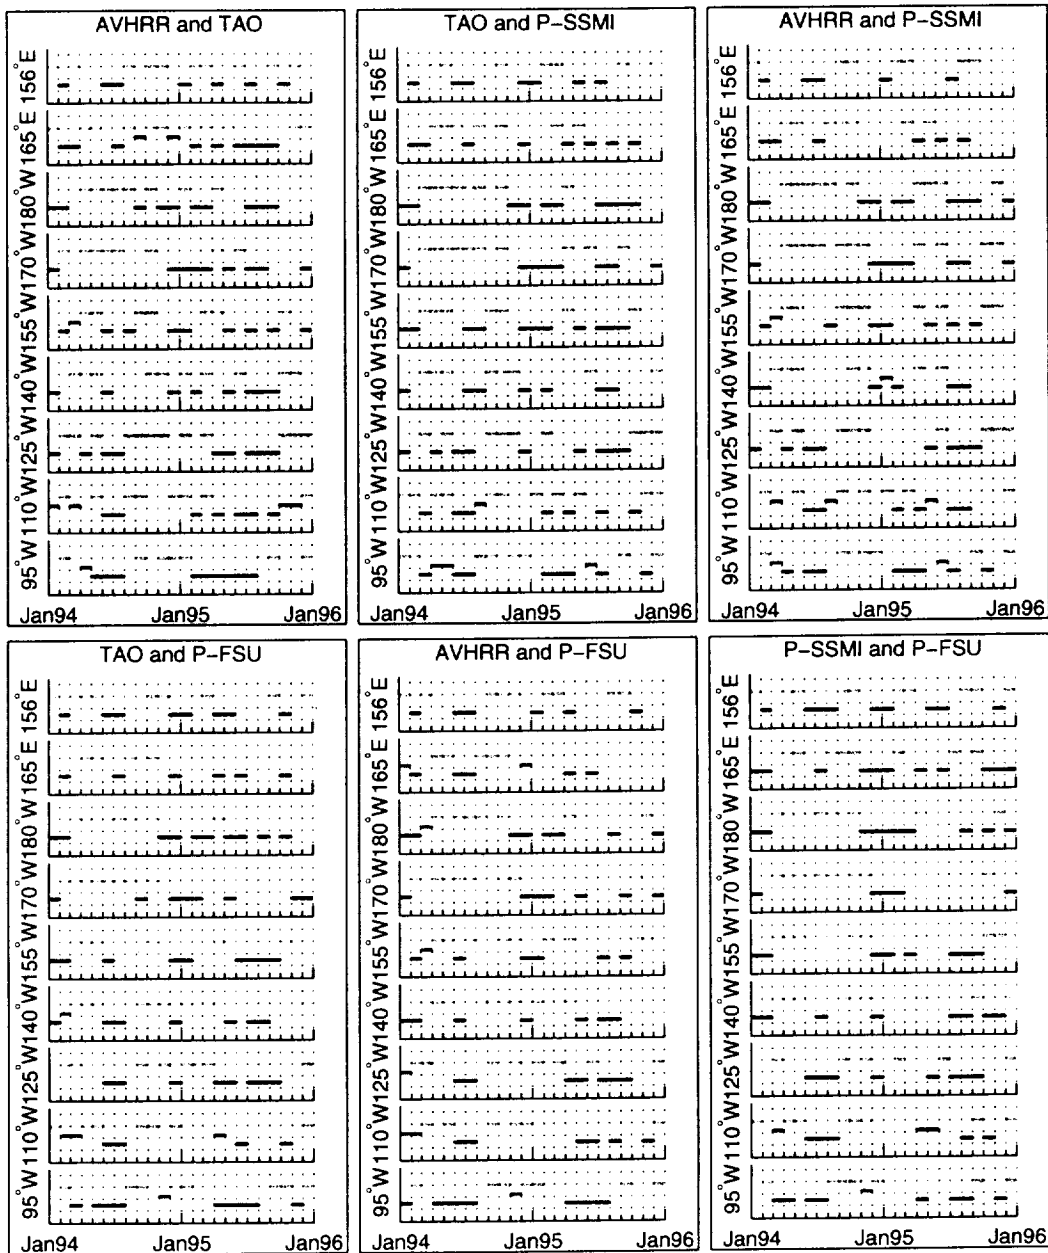 AVHRR and TAO
156°E
165°E
180°W
170°W
155°W
140°W
125°W
110°W
95°W
Jan94 Jan95 Jan96
TAO and P-SSMI
156°E
165°E
180°W
170°W
155°W
140°W
125°W
110°W
95°W
Jan94 Jan95 Jan96
AVHRR and P-SSMI
156°E
165°E
180°W
170°W
155°W
140°W
125°W
110°W
95°W
Jan94 Jan95 Jan96
TAO and P-FSU
156°E
165°E
180°W
170°W
155°W
140°W
125°W
110°W
95°W
Jan94 Jan95 Jan96
AVHRR and P-FSU
156°E
165°E
180°W
170°W
155°W
140°W
125°W
110°W
95°W
Jan94 Jan95 Jan96
P-SSMI and P-FSU
156°E
165°E
180°W
170°W
155°W
140°W
125°W
110°W
95°W
Jan94 Jan95 Jan96